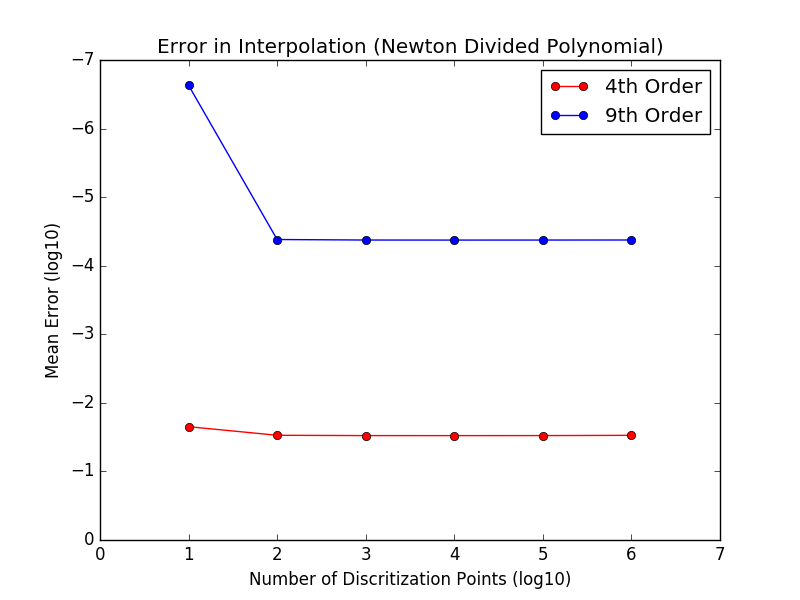 Error in Interpolation (Newton Divided Polynomial)
−7
4th Order
9th Order
−6
−5
−4
−3
−2
−1
0
Mean Error (log10)
0 1 2 3 4 5 6 7
Number of Discritization Points (log10)